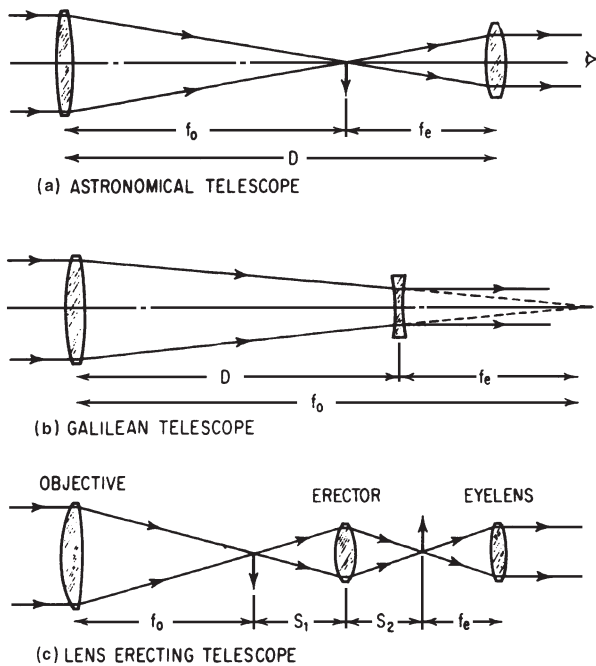 fo fe
D
(a) ASTRONOMICAL TELESCOPE
D fe
fo
(b) GALILEAN TELESCOPE
OBJECTIVE ERECTOR EYELENS
fo S1 S2 fe
(c) LENS ERECTING TELESCOPE